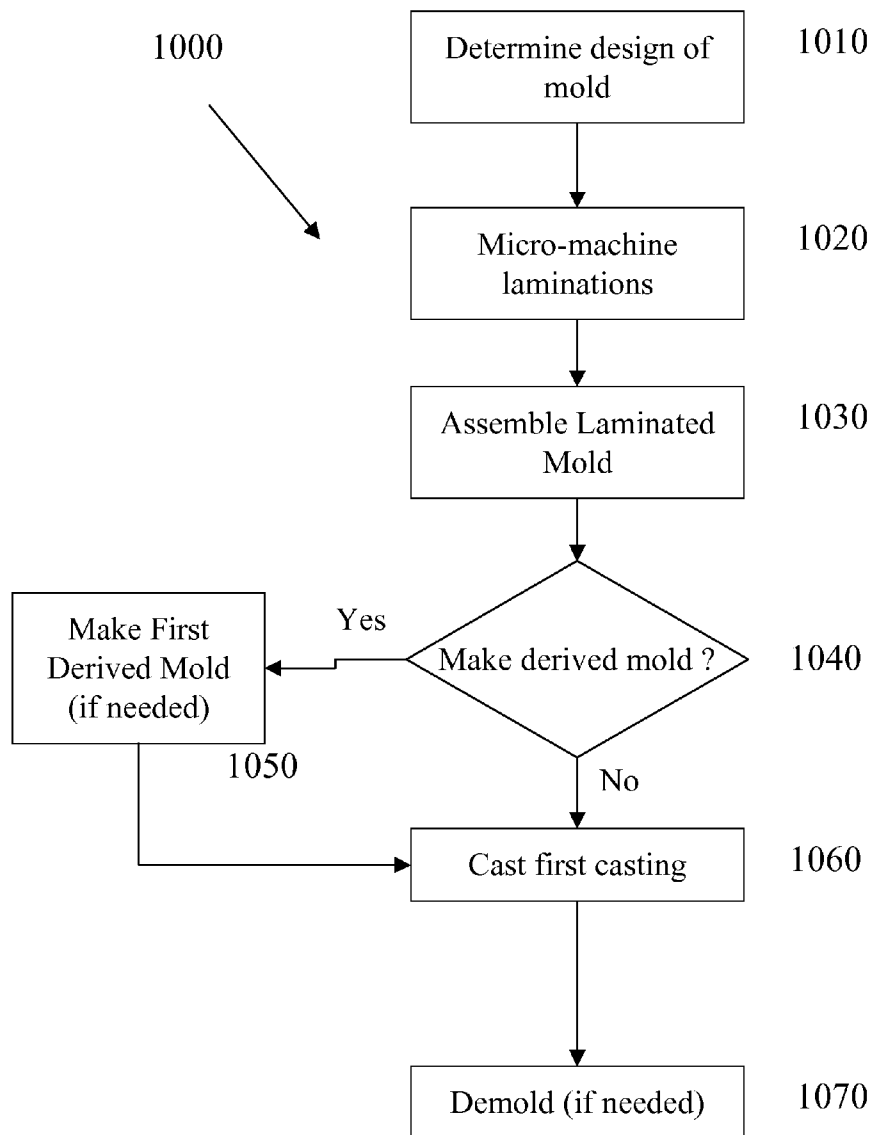 1000
Determine design of
mold
1010
Micro-machine
laminations
1020
Assemble Laminated
Mold
1030
Make derived mold ?
1040
Yes
Make First
Derived Mold
(if needed)
1050
No
Cast first casting
1060
Demold (if needed)
1070